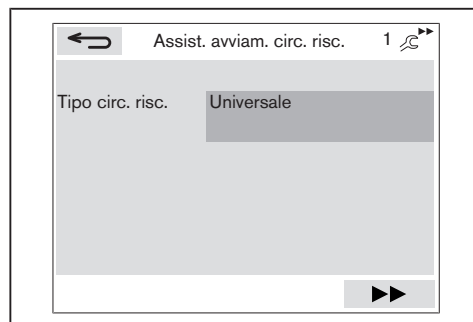 Assist. avviam. circ. risc. 1
Tipo circ. risc. Universale